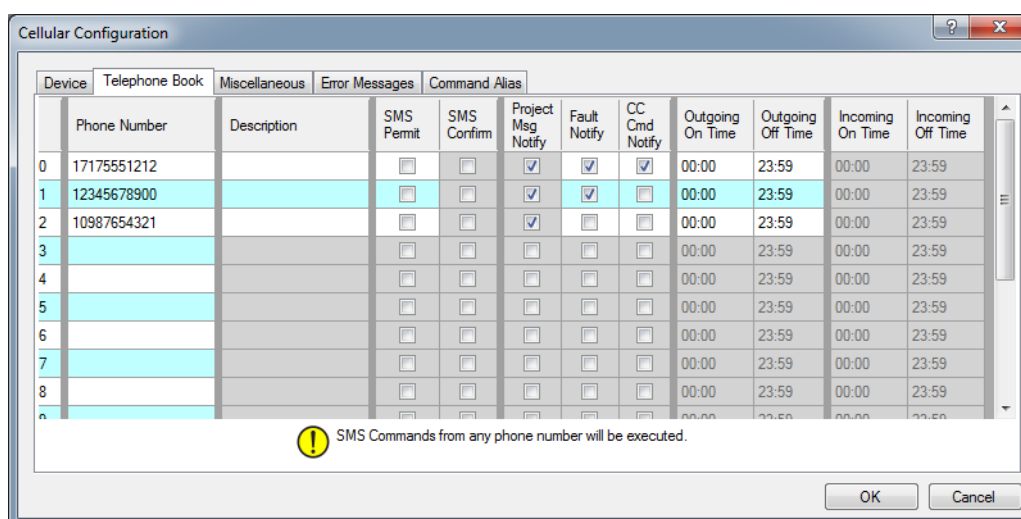 Cellular Configuration
Device Telephone Book Miscellaneous Error Messages Command Alias
Phone Number Description SMS Permit SMS Confirm Project Msg Notify Fault Notify CC Cmd Notify Outgoing On Time Outgoing Off Time Incoming On Time Incoming Off Time
0 17175551212 00:00 23:59 00:00 23:59
1 12345678900 00:00 23:59 00:00 23:59
2 10987654321 00:00 23:59 00:00 23:59
3 00:00 23:59 00:00 23:59
4 00:00 23:59 00:00 23:59
5 00:00 23:59 00:00 23:59
6 00:00 23:59 00:00 23:59
7 00:00 23:59 00:00 23:59
8 00:00 23:59 00:00 23:59
SMS Commands from any phone number will be executed.
OK Cancel